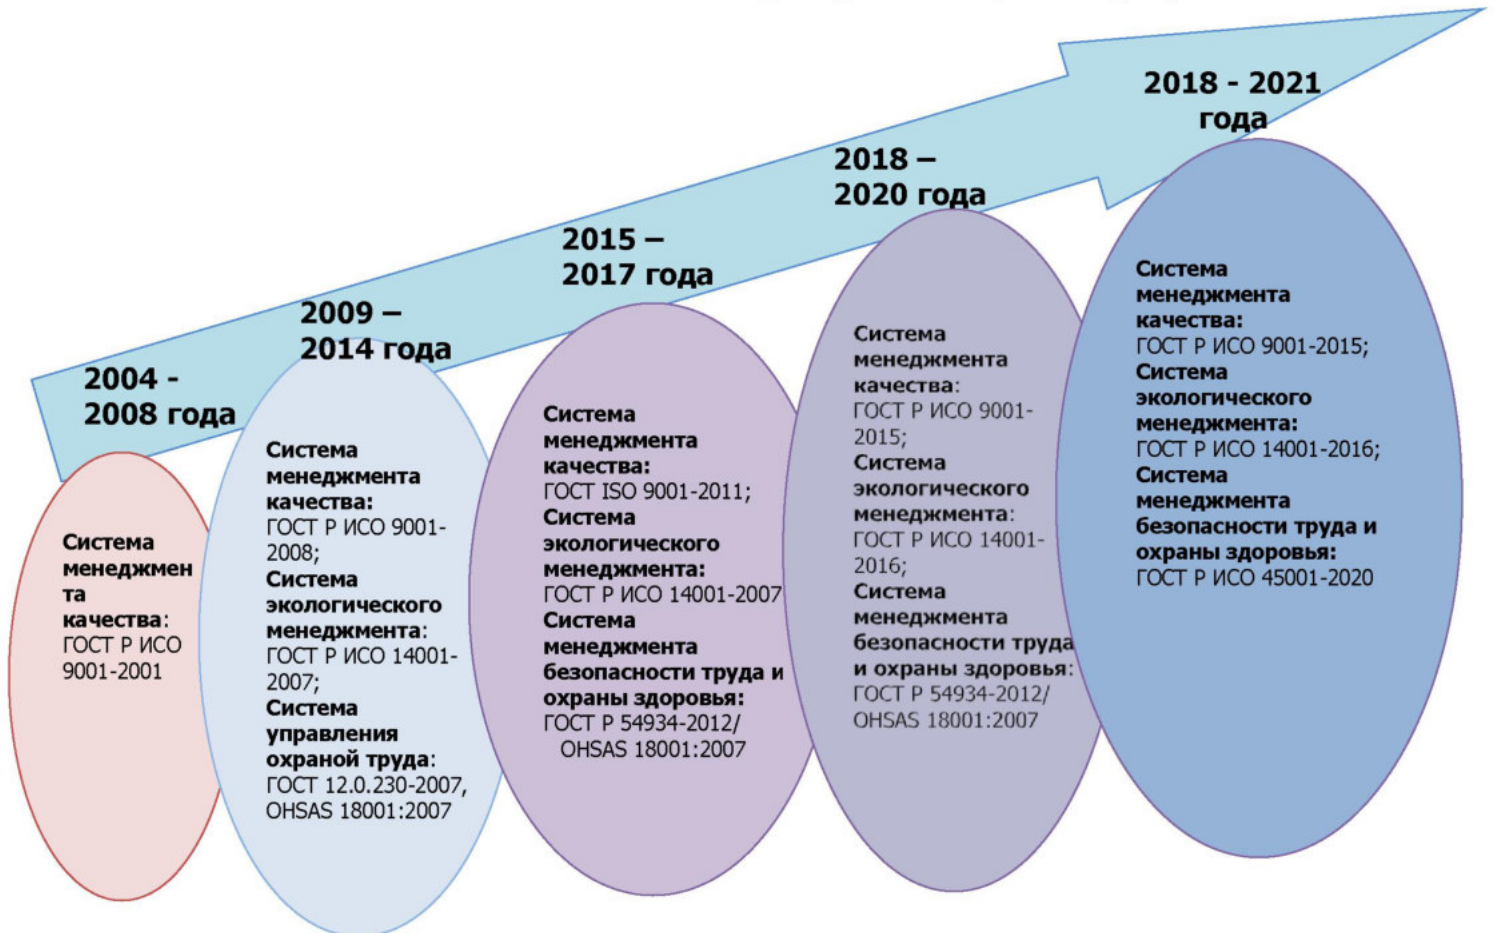 2004 -
2008 года
Система
менеджмен
та
качества:
ГОСТ Р ИСО
9001-2001
2009 –
2014 года
Система
менеджмента
качества:
ГОСТ Р ИСО 9001-
2008;
Система
экологического
менеджмента:
ГОСТ Р ИСО 14001-
2007;
Система
управления
охраной труда:
ГОСТ 12.0.230-2007,
OHSAS 18001:2007
2015 –
2017 года
Система
менеджмента
качества:
ГОСТ ISO 9001-2011;
Система
экологического
менеджмента:
ГОСТ Р ИСО 14001-2007
Система
менеджмента
безопасности труда и
охраны здоровья:
ГОСТ Р 54934-2012/
OHSAS 18001:2007
2018 –
2020 года
Система
менеджмента
качества:
ГОСТ Р ИСО 9001-
2015;
Система
экологического
менеджмента:
ГОСТ Р ИСО 14001-
2016;
Система
менеджмента
безопасности труда
и охраны здоровья:
ГОСТ Р 54934-2012/
OHSAS 18001:2007
2018 - 2021
года
Система
менеджмента
качества:
ГОСТ Р ИСО 9001-2015;
Система
экологического
менеджмента:
ГОСТ Р ИСО 14001-2016;
Система
менеджмента
безопасности труда и
охраны здоровья:
ГОСТ Р ИСО 45001-2020